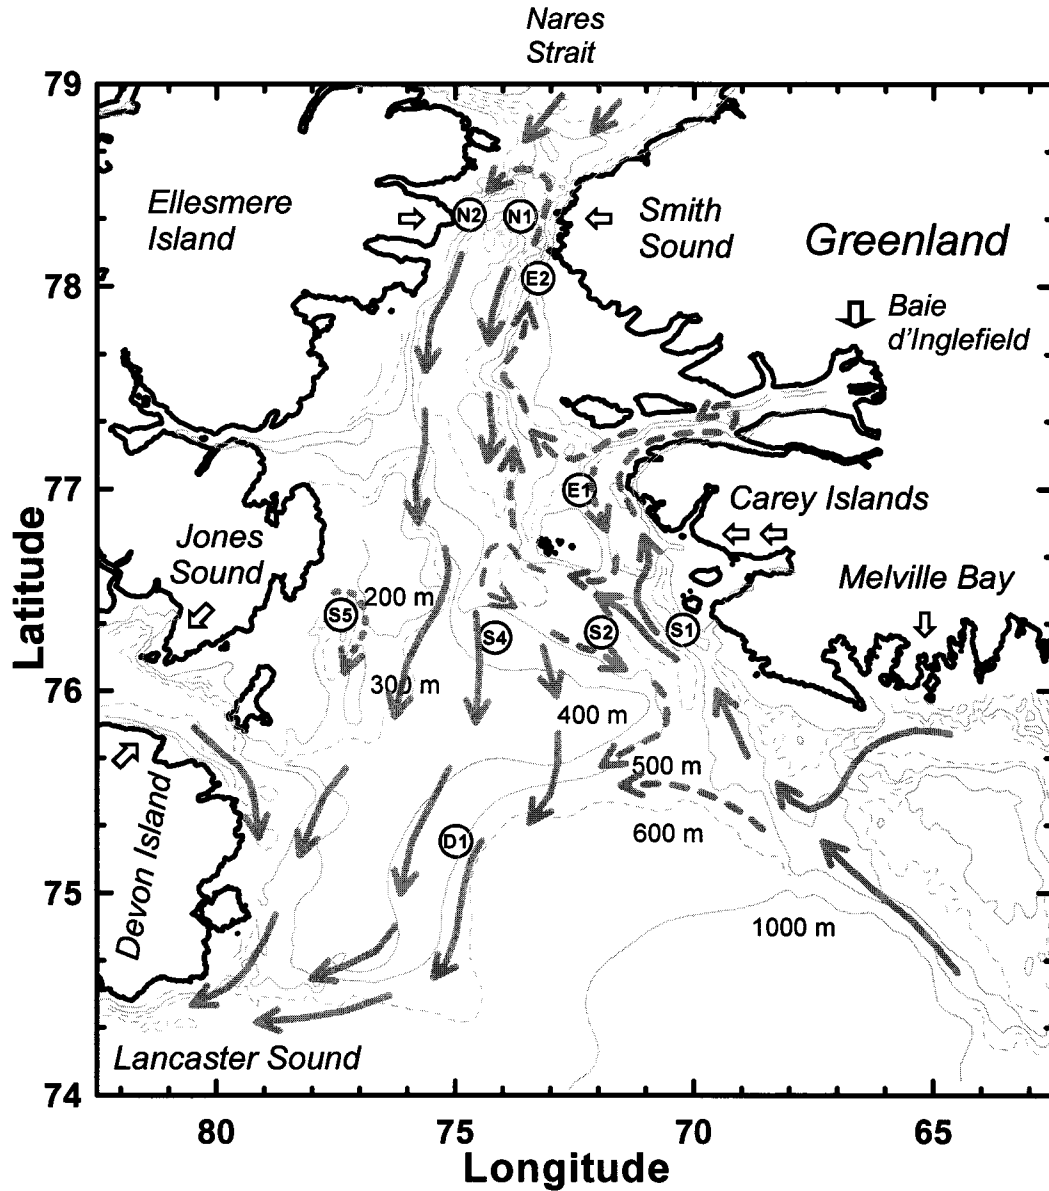 Nares
Strait
79
Ellesmere
Island
N2
N1
Smith
Sound
Greenland
78
E2
Baie
d'Inglefield
77
E1
Carey Islands
Jones
Sound
Melville Bay
200 m
S5
S4
S2
S1
Latitude
76
300 m
400 m
500 m
600 m
D1
Devon Island
75
1000 m
Lancaster Sound
74
80
75
70
65
Longitude